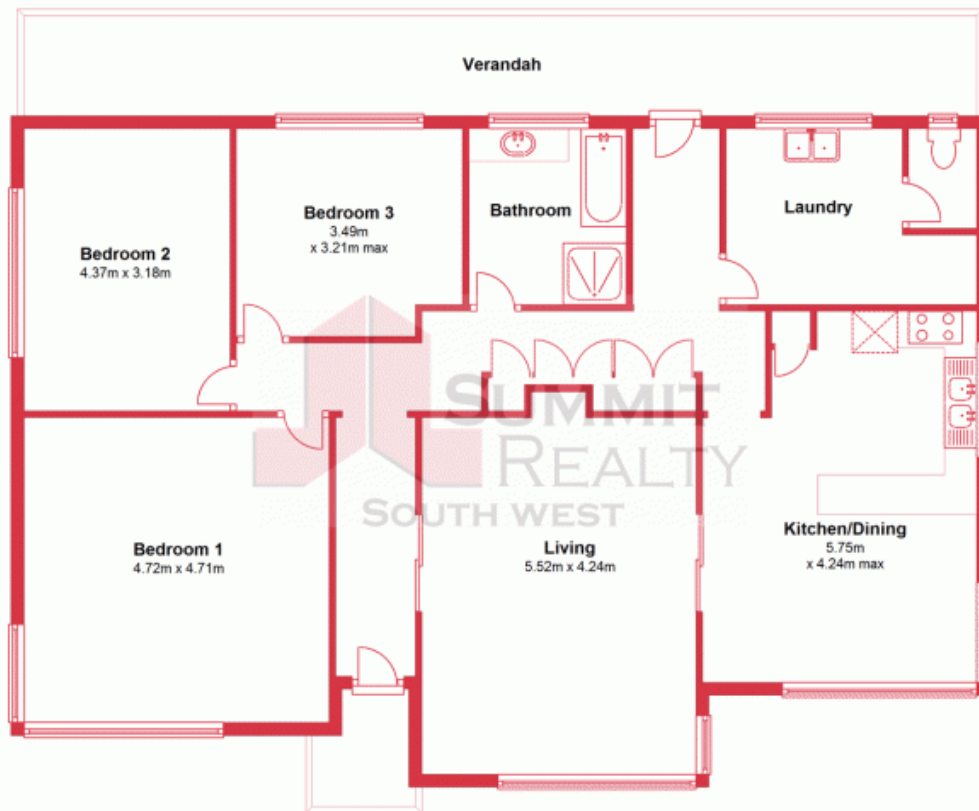 Verandah
Bedroom 2
4.37m x 3.18m
Bedroom 3
3.49m
x 3.21m max
Bathroom
Laundry
SUMMIT
REALTY
SOUTH WEST
Bedroom 1
4.72m x 4.71m
Living
5.52m x 4.24m
Kitchen/Dining
5.75m
x 4.24m max